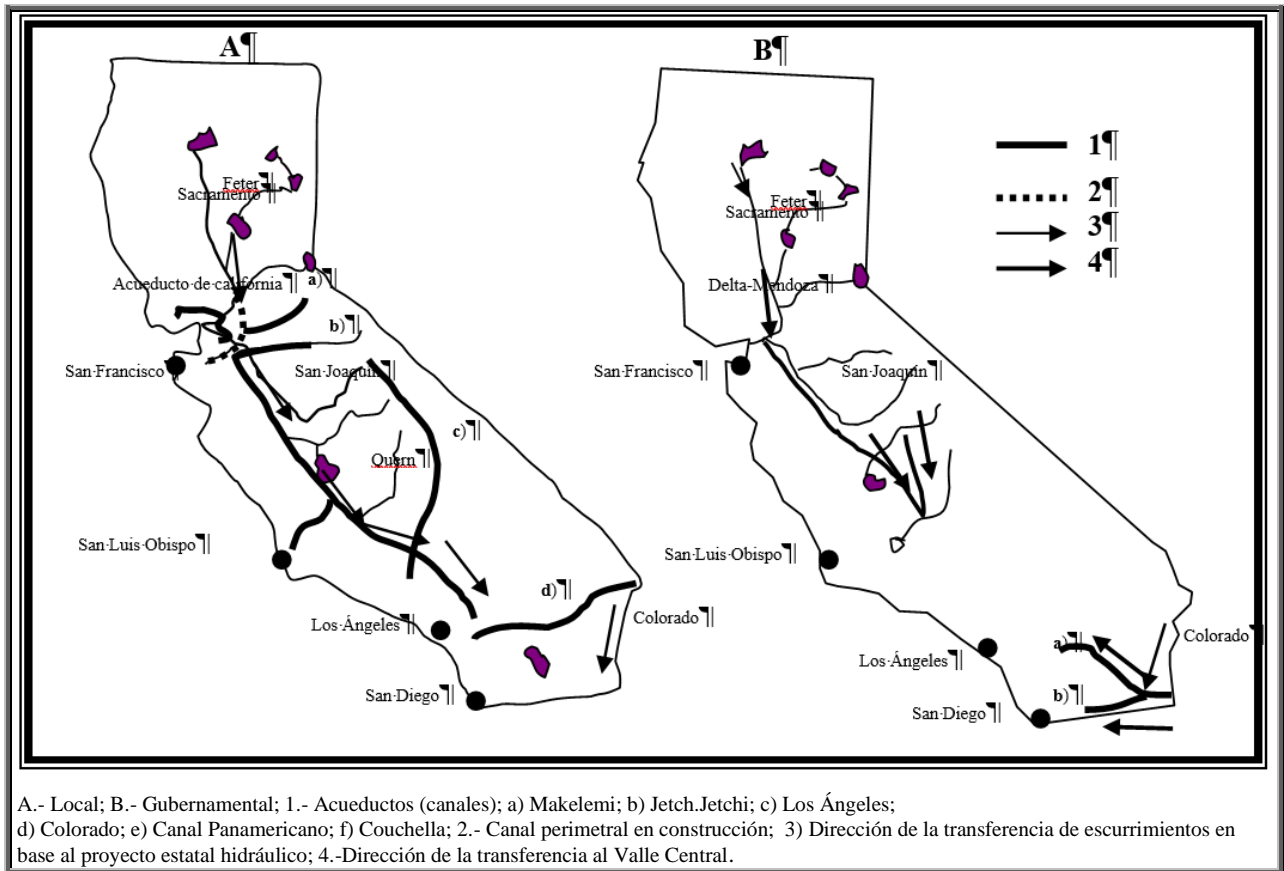 A¶
Feter¶
Sacramento¶
Acueducto·de·california¶
a)¶
b)¶
San·Francisco¶
San·Joaquín¶
c)¶
Quern¶
San·Luis·Obispo¶
d)¶
Los·Ángeles¶
Colorado¶
San·Diego¶
B¶
Feter¶
Sacramento¶
Delta-Mendoza¶
San·Francisco¶
San·Joaquín¶
San·Luis·Obispo¶
a)¶
Colorado¶
Los·Ángeles¶
b)¶
San·Diego¶
1¶
2¶
3¶
4¶
A.- Local; B.- Gubernamental; 1.- Acueductos (canales); a) Makelemi; b) Jetch.Jetchi; c) Los Ángeles;
d) Colorado; e) Canal Panamericano; f) Couchella; 2.- Canal perimetral en construcción; 3) Dirección de la transferencia de escurrimientos en
base al proyecto estatal hidráulico; 4.-Dirección de la transferencia al Valle Central.